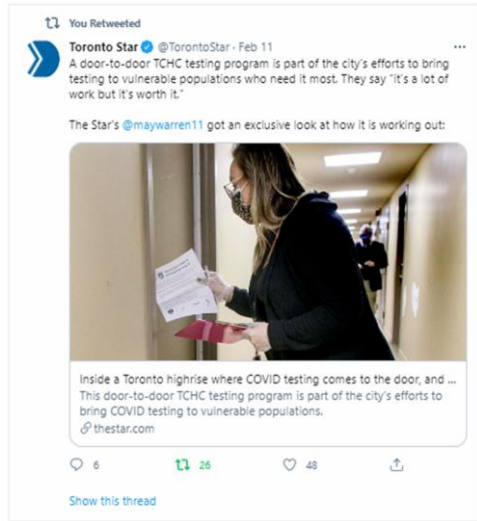 You Retweeted
Toronto Star @TorontoStar · Feb 11
A door-to-door TCHC testing program is part of the city's efforts to bring
testing to vulnerable populations who need it most. They say "it's a lot of
work but it's worth it."
The Star's @maywarren11 got an exclusive look at how it is working out:
Inside a Toronto highrise where COVID testing comes to the door, and ...
This door-to-door TCHC testing program is part of the city's efforts to
bring COVID testing to vulnerable populations.
thestar.com
6 26 48
Show this thread